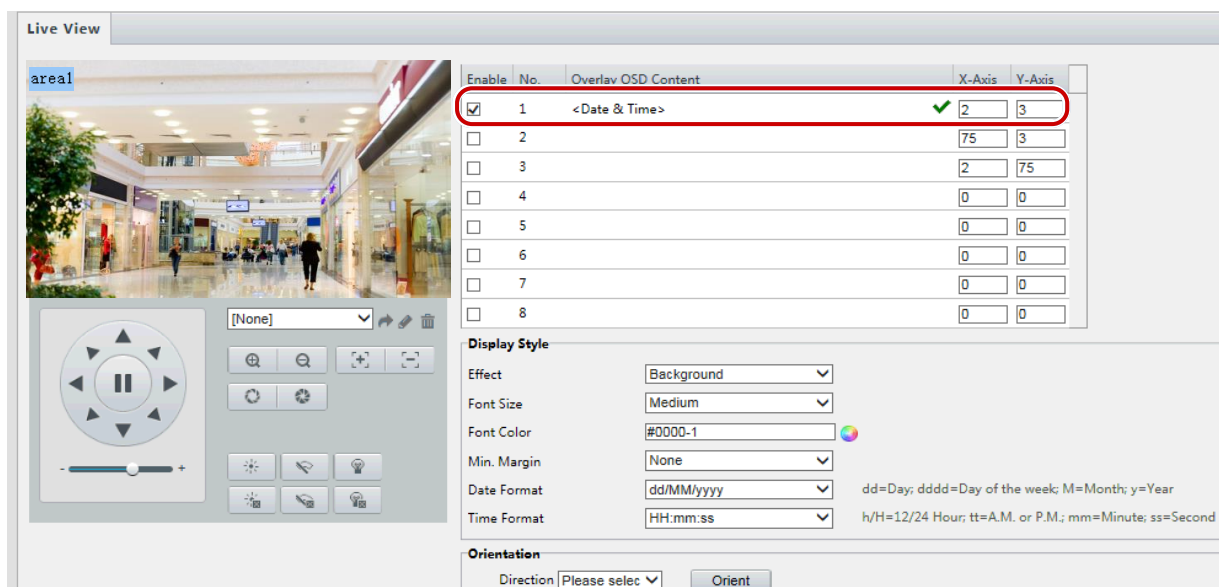 Live View
area1
Enable No. Overlay OSD Content X-Axis Y-Axis
1 <Date & Time> 2 3
2 75 3
3 2 75
4 0 0
5 0 0
6 0 0
7 0 0
8 0 0
[None]
- +
Display Style
Effect Background
Font Size Medium
Font Color #0000-1
Min. Margin None
Date Format dd/MM/yyyy dd=Day; dddd=Day of the week; M=Month; y=Year
Time Format HH:mm:ss h/H=12/24 Hour; tt=A.M. or P.M.; mm=Minute; ss=Second
Orientation
Direction Please selec Orient